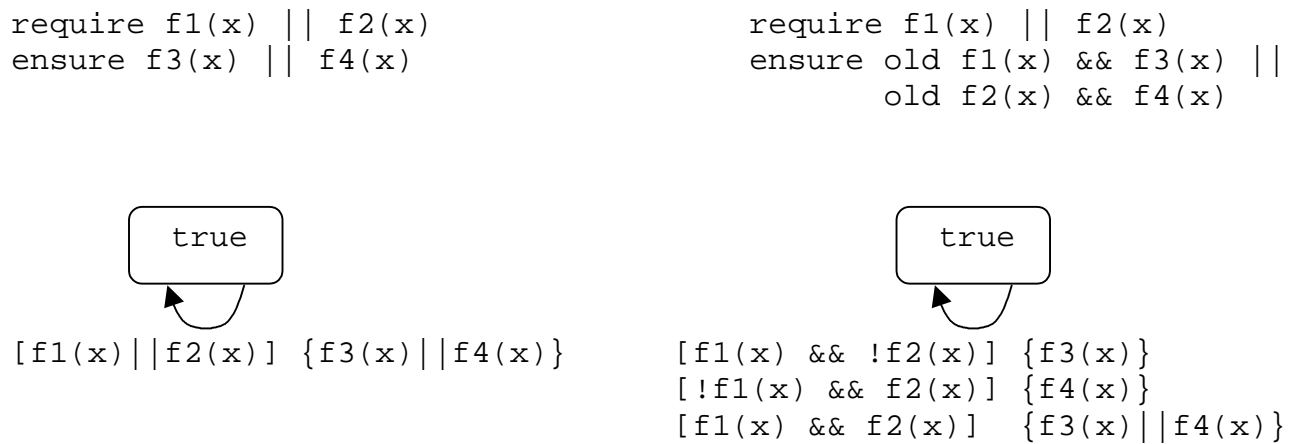 require f1(x) || f2(x)
ensure f3(x) || f4(x)
true
[f1(x)||f2(x)] {f3(x)||f4(x)}
require f1(x) || f2(x)
ensure old f1(x) && f3(x) ||
old f2(x) && f4(x)
true
[f1(x) && !f2(x)] {f3(x)}
[!f1(x) && f2(x)] {f4(x)}
[f1(x) && f2(x)] {f3(x)||f4(x)}